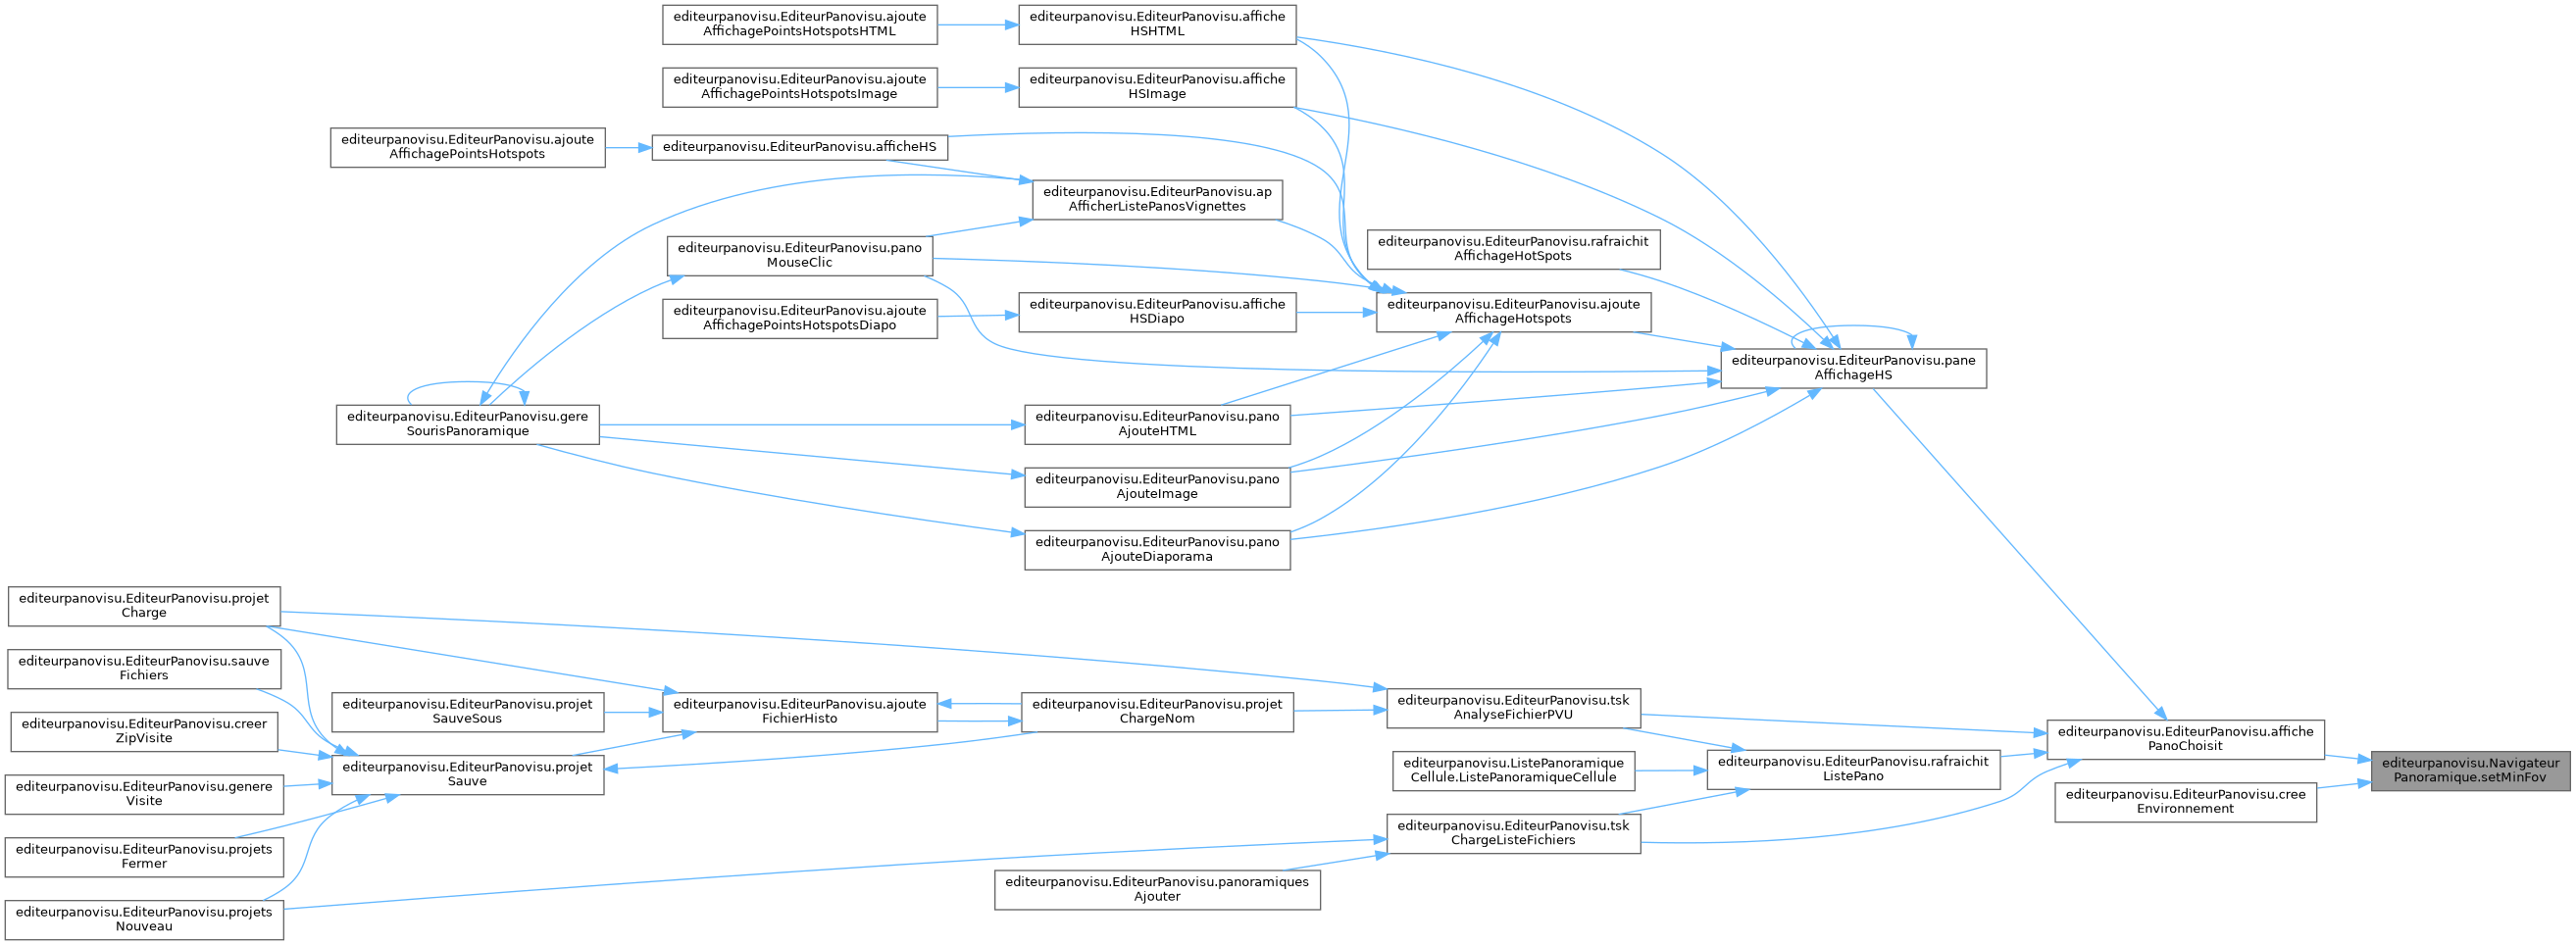 editeurpanovisu.EditeurPanovisu.ajoute
AffichagePointsHotspotsHTML
editeurpanovisu.EditeurPanovisu.affiche
HSHTML
editeurpanovisu.EditeurPanovisu.ajoute
AffichagePointsHotspotsImage
editeurpanovisu.EditeurPanovisu.affiche
HSImage
editeurpanovisu.EditeurPanovisu.ajoute
AffichagePointsHotspots
editeurpanovisu.EditeurPanovisu.afficheHS
editeurpanovisu.EditeurPanovisu.ap
AfficherListePanosVignettes
editeurpanovisu.EditeurPanovisu.pano
MouseClic
editeurpanovisu.EditeurPanovisu.rafraichit
AffichageHotSpots
editeurpanovisu.EditeurPanovisu.ajoute
AffichagePointsHotspotsDiapo
editeurpanovisu.EditeurPanovisu.affiche
HSDiapo
editeurpanovisu.EditeurPanovisu.ajoute
AffichageHotspots
editeurpanovisu.EditeurPanovisu.pane
AffichageHS
editeurpanovisu.EditeurPanovisu.gere
SourisPanoramique
editeurpanovisu.EditeurPanovisu.pano
AjouteHTML
editeurpanovisu.EditeurPanovisu.pano
AjouteImage
editeurpanovisu.EditeurPanovisu.pano
AjouteDiaporama
editeurpanovisu.EditeurPanovisu.projet
Charge
editeurpanovisu.EditeurPanovisu.sauve
Fichiers
editeurpanovisu.EditeurPanovisu.projet
SauveSous
editeurpanovisu.EditeurPanovisu.ajoute
FichierHisto
editeurpanovisu.EditeurPanovisu.projet
ChargeNom
editeurpanovisu.EditeurPanovisu.tsk
AnalyseFichierPVU
editeurpanovisu.EditeurPanovisu.creer
ZipVisite
editeurpanovisu.EditeurPanovisu.affiche
PanoChoisit
editeurpanovisu.EditeurPanovisu.projet
Sauve
editeurpanovisu.ListePanoramique
Cellule.ListePanoramiqueCellule
editeurpanovisu.EditeurPanovisu.rafraichit
ListePano
editeurpanovisu.Navigateur
Panoramique.setMinFov
editeurpanovisu.EditeurPanovisu.genere
Visite
editeurpanovisu.EditeurPanovisu.cree
Environnement
editeurpanovisu.EditeurPanovisu.tsk
ChargeListeFichiers
editeurpanovisu.EditeurPanovisu.projets
Fermer
editeurpanovisu.EditeurPanovisu.panoramiques
Ajouter
editeurpanovisu.EditeurPanovisu.projets
Nouveau